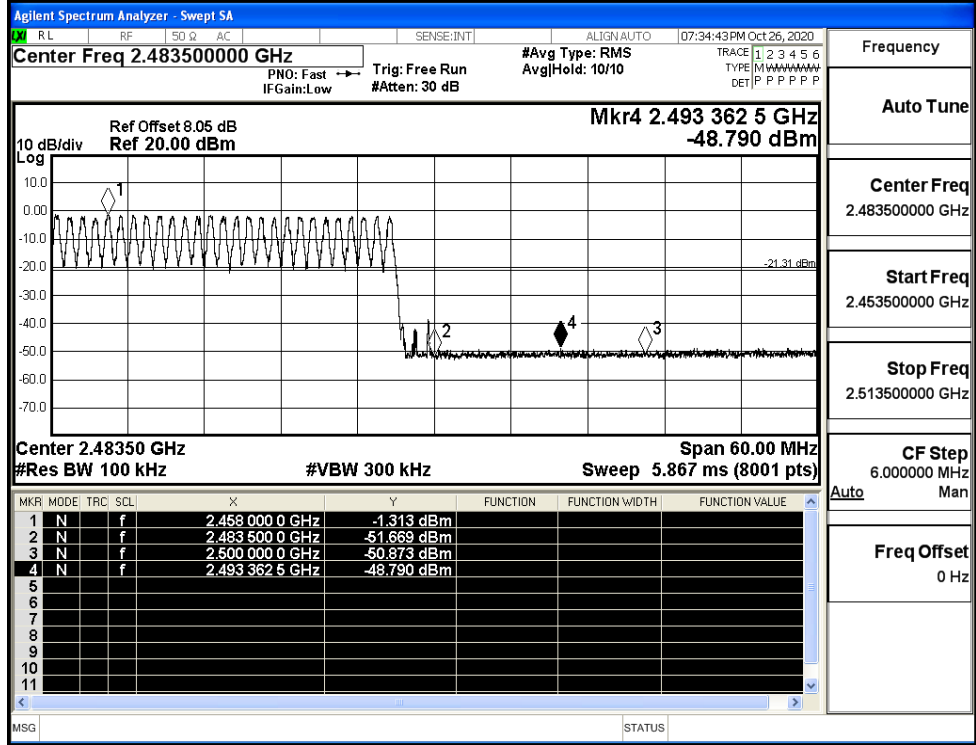 Agilent Spectrum Analyzer - Swept SA
LXI RL RF 50 Ω AC SENSE:INT ALIGNAUTO 07:34:43PM Oct 26, 2020
Center Freq 2.483500000 GHz
PNO: Fast
IFGain:Low
Trig: Free Run
#Atten: 30 dB
#Avg Type: RMS
Avg|Hold: 10/10
TRACE 1 2 3 4 5 6
TYPE M
DET P P P P P P
Ref Offset 8.05 dB
10 dB/div Ref 20.00 dBm
Log
Mkr4 2.493 362 5 GHz
-48.790 dBm
10.0
0.00
-10.0
-20.0
-30.0
-40.0
-50.0
-60.0
-70.0
1
2
4
3
-21.31 dBm
Center 2.48350 GHz Span 60.00 MHz
#Res BW 100 kHz #VBW 300 kHz Sweep 5.867 ms (8001 pts)
MKR MODE TRC SCL X Y FUNCTION FUNCTION WIDTH FUNCTION VALUE
1 N f 2.458 000 0 GHz -1.313 dBm
2 N f 2.483 500 0 GHz -51.669 dBm
3 N f 2.500 000 0 GHz -50.873 dBm
4 N f 2.493 362 5 GHz -48.790 dBm
5
6
7
8
9
10
11
MSG STATUS
Frequency
Auto Tune
Center Freq
2.483500000 GHz
Start Freq
2.453500000 GHz
Stop Freq
2.513500000 GHz
CF Step
6.000000 MHz
Auto Man
Freq Offset
0 Hz